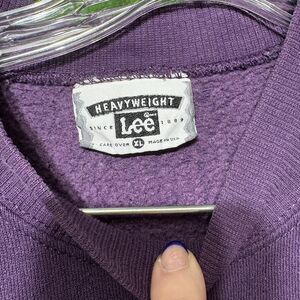 HEAVYWEIGHT
SINCE Lee 1889
CARE OVER XL MADE IN USA